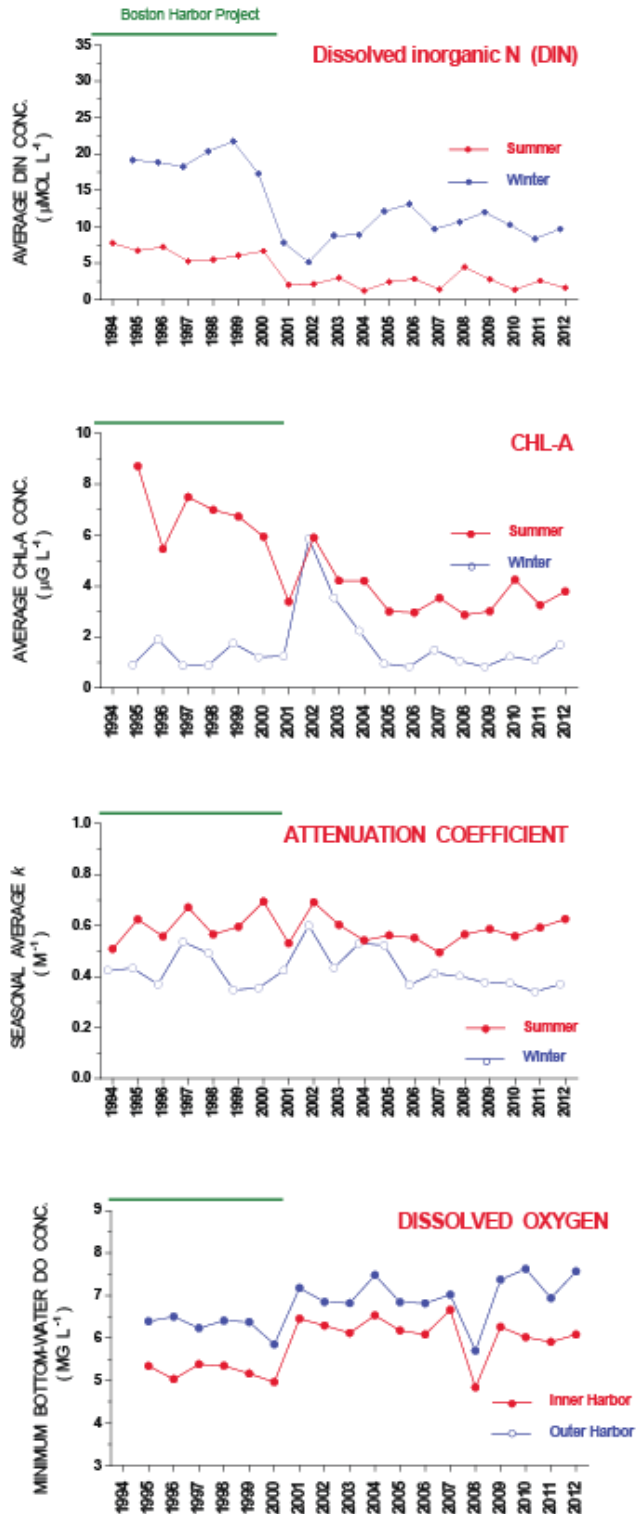 Boston Harbor Project
Dissolved inorganic N (DIN)
AVERAGE DIN CONC.
( µMOL L⁻¹ )
35
30
25
20
15
10
5
0
Summer
Winter
1994 1995 1996 1997 1998 1999 2000 2001 2002 2003 2004 2005 2006 2007 2008 2009 2010 2011 2012
CHL-A
AVERAGE CHL-A CONC.
( µG L⁻¹ )
10
8
6
4
2
0
Summer
Winter
1994 1995 1996 1997 1998 1999 2000 2001 2002 2003 2004 2005 2006 2007 2008 2009 2010 2011 2012
ATTENUATION COEFFICIENT
SEASONAL AVERAGE k
( M⁻¹ )
1.0
0.8
0.6
0.4
0.2
0.0
Summer
Winter
1994 1995 1996 1997 1998 1999 2000 2001 2002 2003 2004 2005 2006 2007 2008 2009 2010 2011 2012
DISSOLVED OXYGEN
MINIMUM BOTTOM-WATER DO CONC.
( MG L⁻¹ )
9
8
7
6
5
4
3
Inner Harbor
Outer Harbor
1994 1995 1996 1997 1998 1999 2000 2001 2002 2003 2004 2005 2006 2007 2008 2009 2010 2011 2012